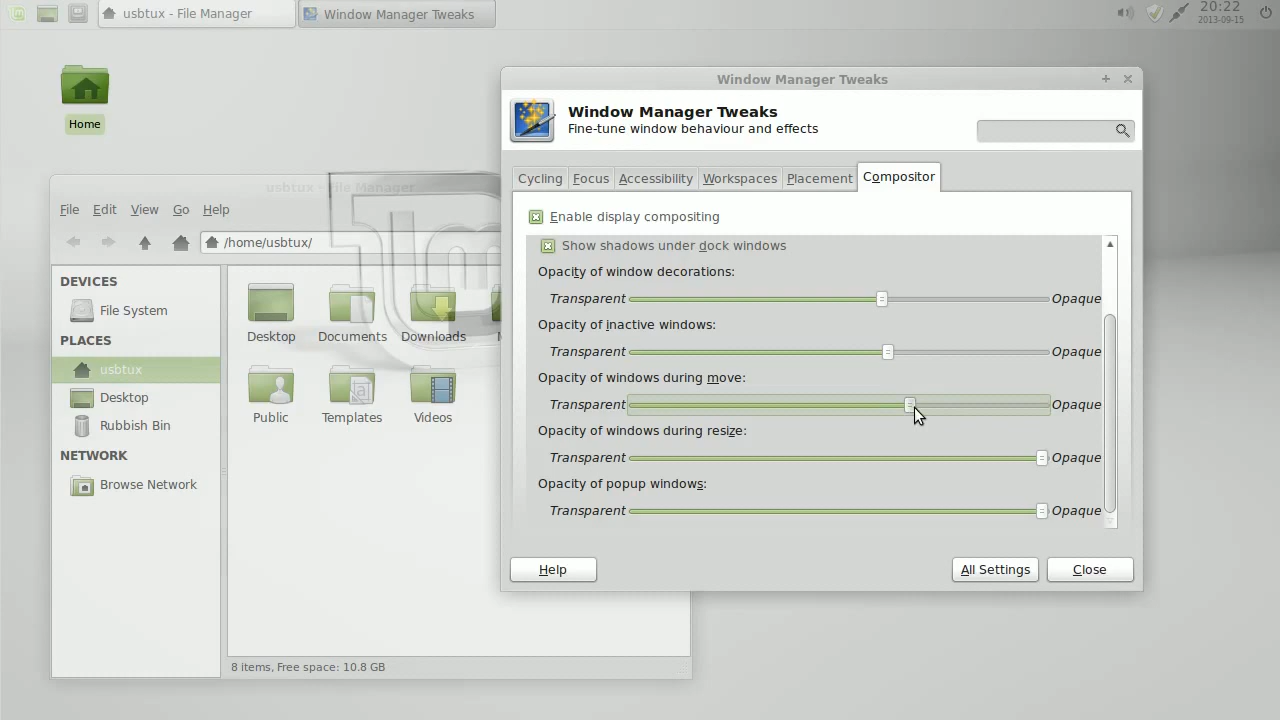 usbtux - File Manager
Window Manager Tweaks
20:22
2013-09-15
Home
Window Manager Tweaks
Window Manager Tweaks
Fine-tune window behaviour and effects
Cycling Focus Accessibility Workspaces Placement Compositor
Enable display compositing
Show shadows under dock windows
Opacity of window decorations:
Transparent Opaque
Opacity of inactive windows:
Transparent Opaque
Opacity of windows during move:
Transparent Opaque
Opacity of windows during resize:
Transparent Opaque
Opacity of popup windows:
Transparent Opaque
Help All Settings Close
usbtux - File Manager
File Edit View Go Help
/home/usbtux/
DEVICES
File System
PLACES
usbtux
Desktop
Rubbish Bin
NETWORK
Browse Network
Desktop Documents Downloads
Public Templates Videos
8 items, Free space: 10.8 GB